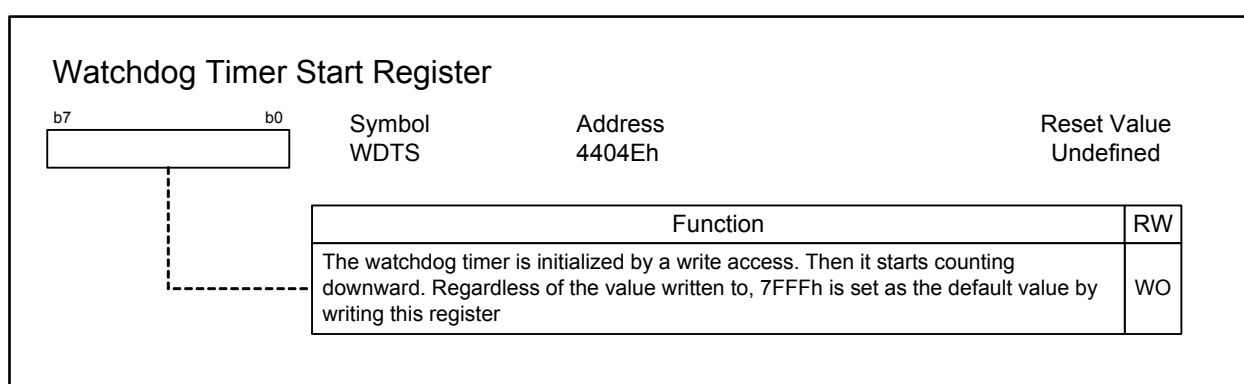 Watchdog Timer Start Register
b7 b0 Symbol Address Reset Value
WDTS 4404Eh Undefined
Function RW
The watchdog timer is initialized by a write access. Then it starts counting
downward. Regardless of the value written to, 7FFFh is set as the default value by
writing this register
WO